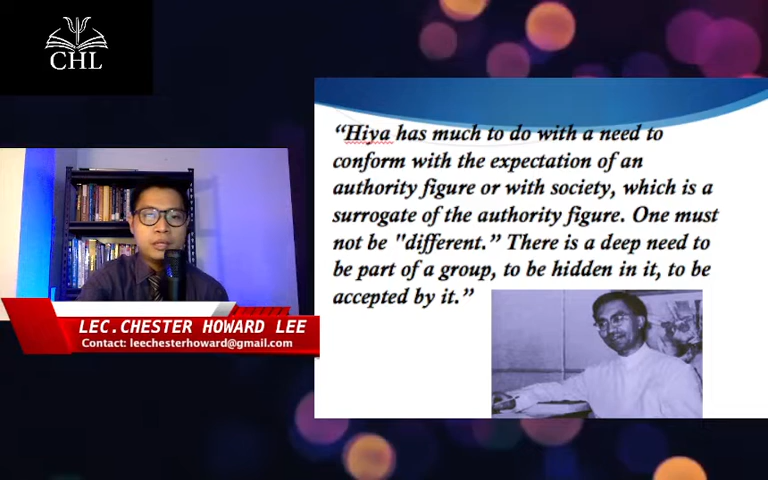 CHL
“Hiya has much to do with a need to
conform with the expectation of an
authority figure or with society, which is a
surrogate of the authority figure. One must
not be "different.” There is a deep need to
be part of a group, to be hidden in it, to be
accepted by it.”
LEC.CHESTER HOWARD LEE
Contact: leechesterhoward@gmail.com